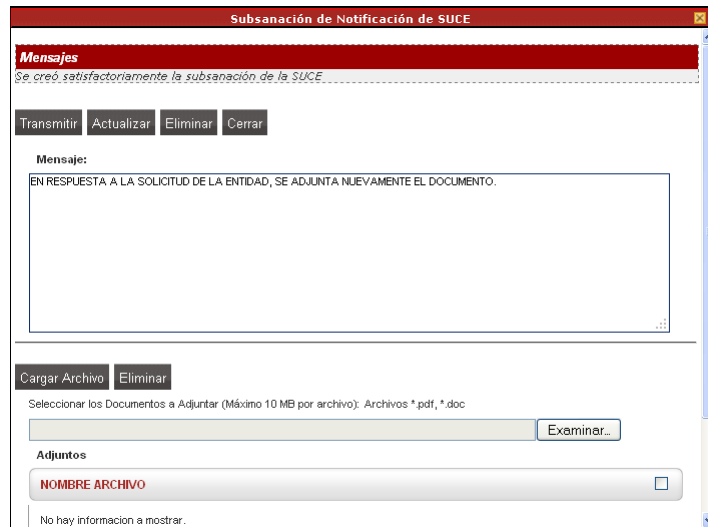 Subsanación de Notificación de SUCE
Mensajes
Se creó satisfactoriamente la subsanación de la SUCE
Transmitir Actualizar Eliminar Cerrar
Mensaje:
EN RESPUESTA A LA SOLICITUD DE LA ENTIDAD, SE ADJUNTA NUEVAMENTE EL DOCUMENTO.
Cargar Archivo Eliminar
Seleccionar los Documentos a Adjuntar (Máximo 10 MB por archivo): Archivos *.pdf, *.doc
Examinar...
Adjuntos
NOMBRE ARCHIVO
No hay informacion a mostrar.